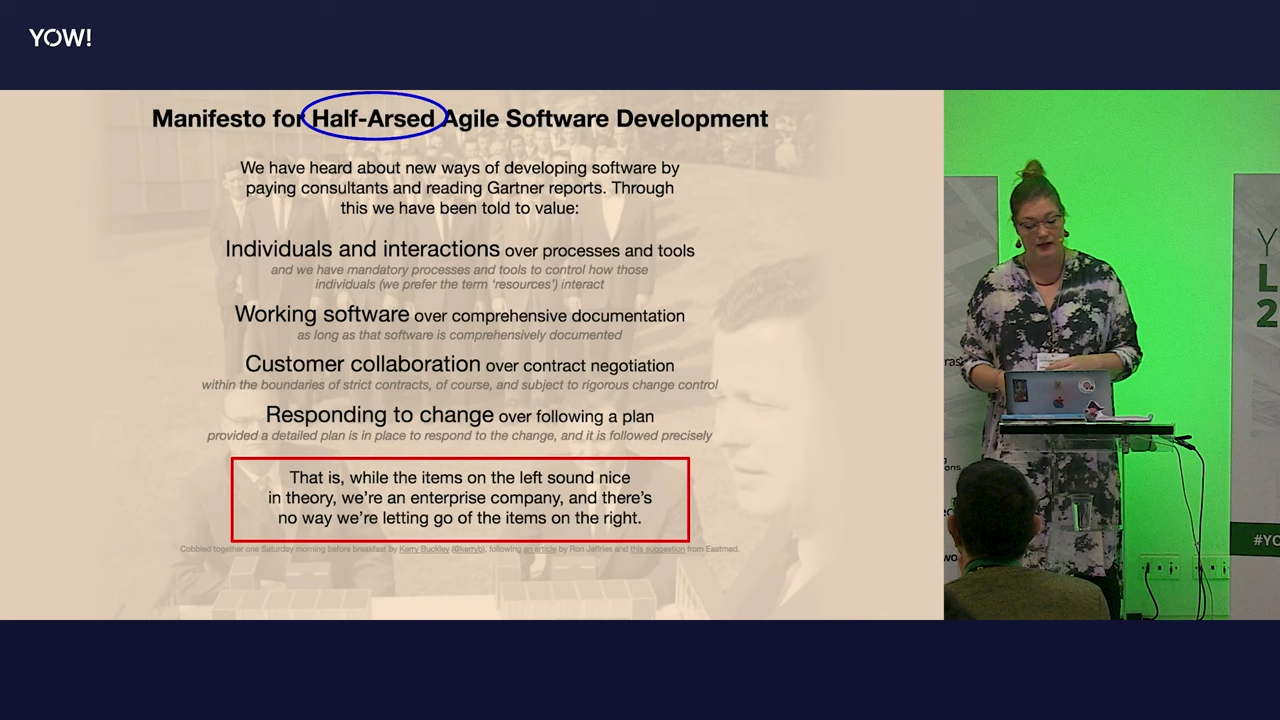 YOW!
Manifesto for Half-Arsed Agile Software Development
We have heard about new ways of developing software by
paying consultants and reading Gartner reports. Through
this we have been told to value:
Individuals and interactions over processes and tools
and we have mandatory processes and tools to control how those
individuals (we prefer the term ‘resources’) interact
Working software over comprehensive documentation
as long as that software is comprehensively documented
Customer collaboration over contract negotiation
within the boundaries of strict contracts, of course, and subject to rigorous change control
Responding to change over following a plan
provided a detailed plan is in place to respond to the change, and it is followed precisely
That is, while the items on the left sound nice
in theory, we’re an enterprise company, and there’s
no way we’re letting go of the items on the right.
Cobbled together one Saturday morning before breakfast by Kerry Buckley (@kerryb), following an article by Ron Jeffries and this suggestion from Eastmad.
Y
L
2
#YO